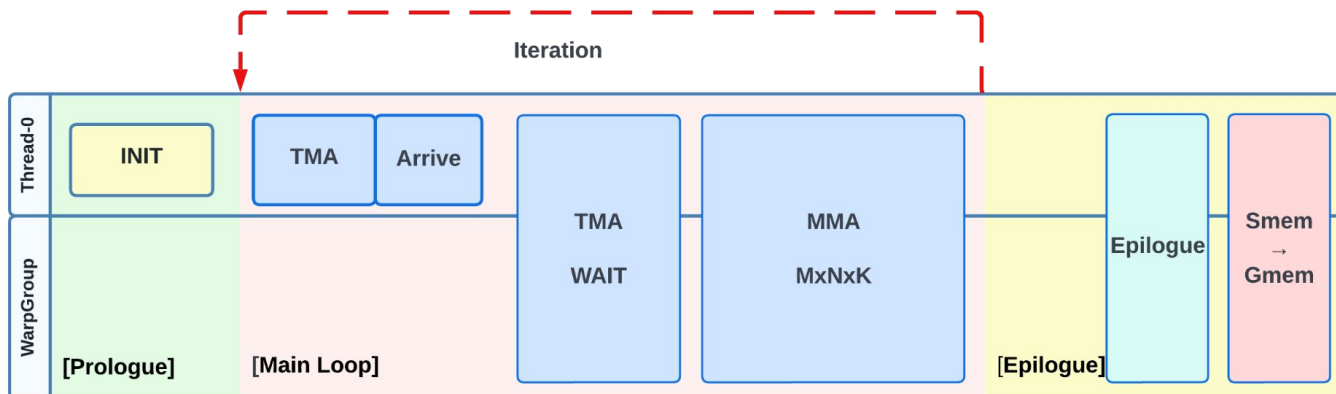 Iteration
Thread-0
INIT
TMA
Arrive
TMA
WAIT
MMA
MxNxK
Epilogue
Smem
→
Gmem
WarpGroup
[Prologue]
[Main Loop]
[Epilogue]